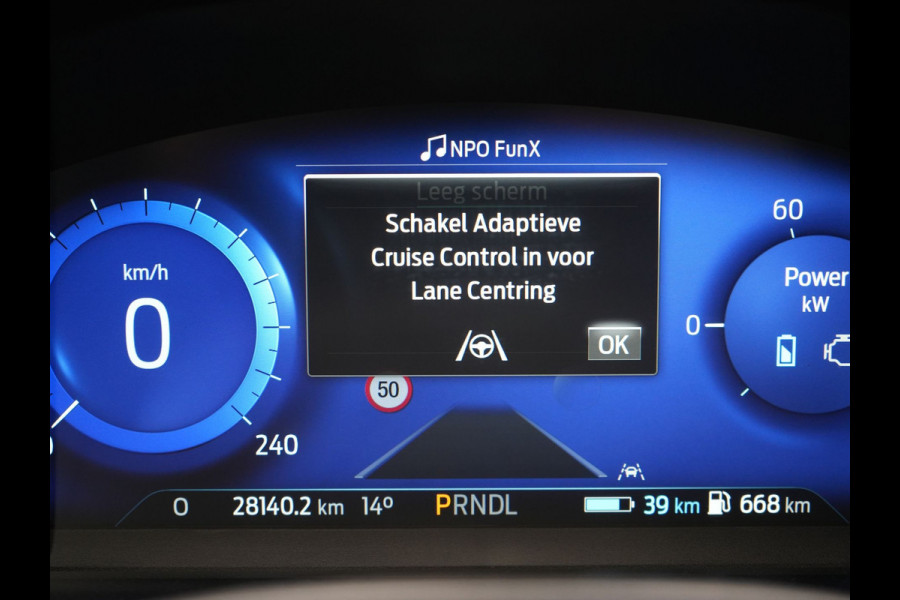 NPO FunX
Leeg scherm
Schakel Adaptieve
Cruise Control in voor
Lane Centring
OK
km/h
0
240
50
60
0
Power
kW
0
28140.2 km
14º
PRNDL
39 km
668 km